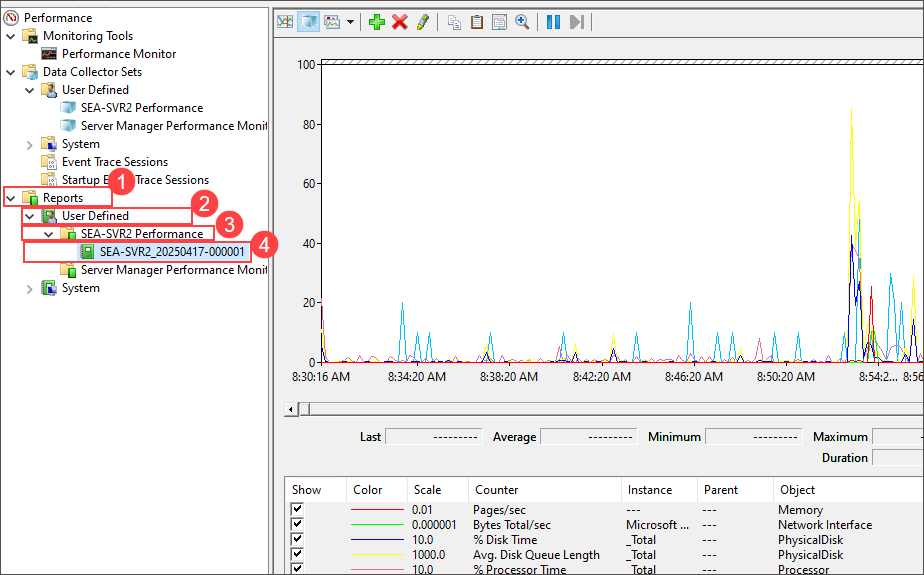 Performance
Monitoring Tools
Performance Monitor
Data Collector Sets
User Defined
SEA-SVR2 Performance
Server Manager Performance Monit
System
Event Trace Sessions
Startup E Trace Sessions
1
Reports
2
User Defined
3
SEA-SVR2 Performance
4
SEA-SVR2_20250417-000001
Server Manager Performance Monit
System
100
80
60
40
20
0
8:30:16 AM 8:34:20 AM 8:38:20 AM 8:42:20 AM 8:46:20 AM 8:50:20 AM 8:54:2... 8:56
Last --------- Average --------- Minimum --------- Maximum
Duration
Show Color Scale Counter Instance Parent Object
0.01 Pages/sec --- --- Memory
0.000001 Bytes Total/sec Microsoft ... --- Network Interface
10.0 % Disk Time _Total --- PhysicalDisk
1000.0 Avg. Disk Queue Length _Total --- PhysicalDisk
10.0 % Processor Time _Total --- Processor